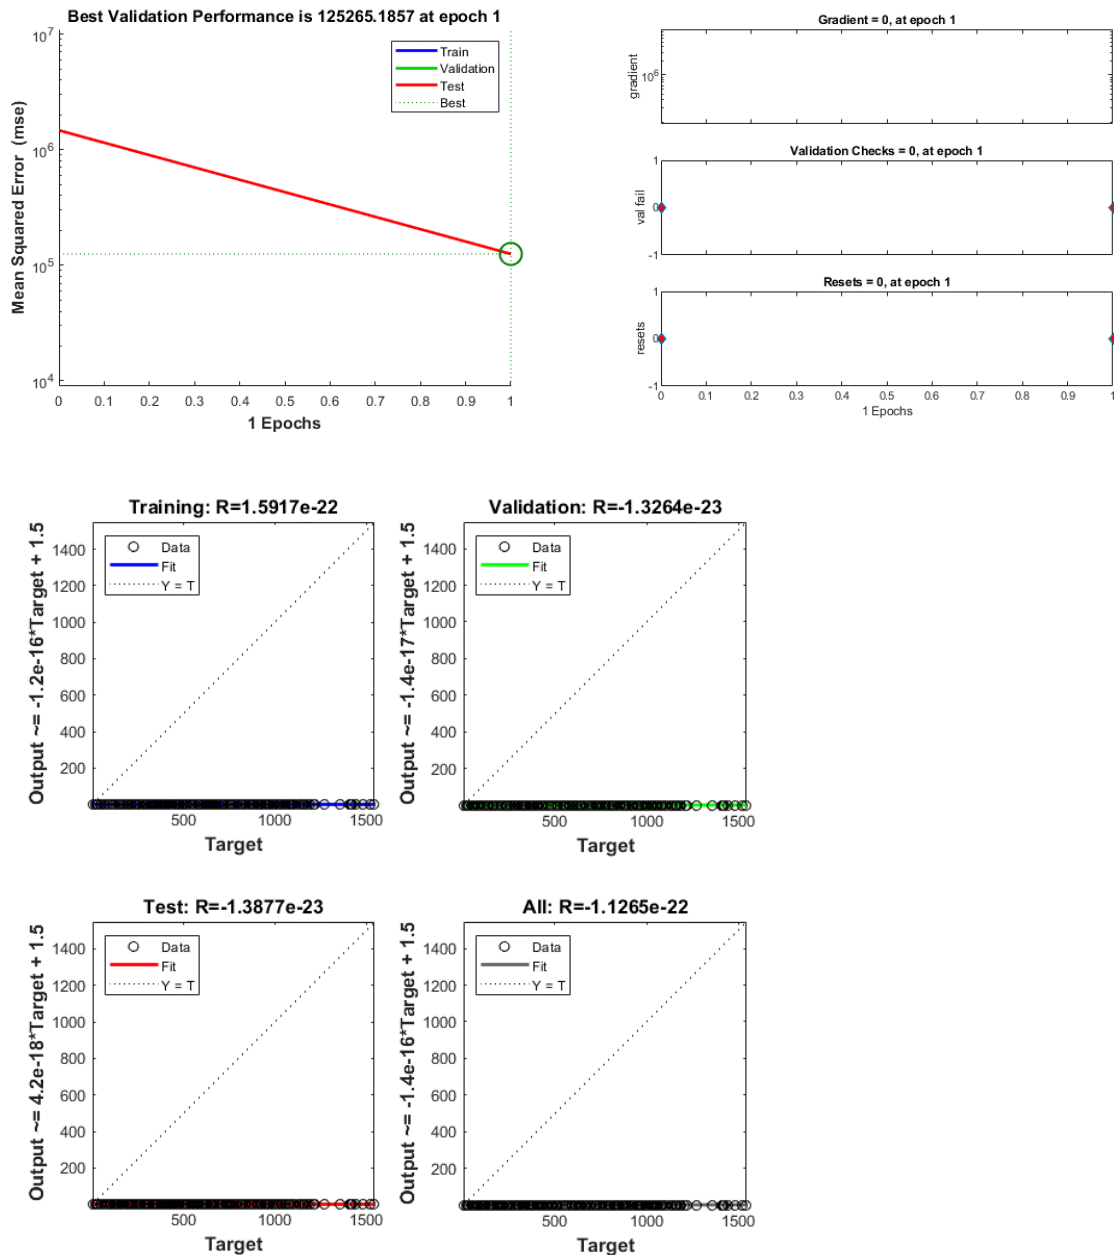 Best Validation Performance is 125265.1857 at epoch 1
Mean Squared Error (mse)
10^7
10^6
10^5
10^4
Train
Validation
Test
Best
0 0.1 0.2 0.3 0.4 0.5 0.6 0.7 0.8 0.9 1
1 Epochs
Gradient = 0, at epoch 1
gradient
10^6
Validation Checks = 0, at epoch 1
val fail
1
0
-1
Resets = 0, at epoch 1
resets
1
0
-1
0 0.1 0.2 0.3 0.4 0.5 0.6 0.7 0.8 0.9 1
1 Epochs
Training: R=1.5917e-22
Output ~= -1.2e-16*Target + 1.5
1400
1200
1000
800
600
400
200
Data
Fit
Y = T
500 1000 1500
Target
Validation: R=-1.3264e-23
Output ~= -1.4e-17*Target + 1.5
1400
1200
1000
800
600
400
200
Data
Fit
Y = T
500 1000 1500
Target
Test: R=-1.3877e-23
Output ~= 4.2e-18*Target + 1.5
1400
1200
1000
800
600
400
200
Data
Fit
Y = T
500 1000 1500
Target
All: R=-1.1265e-22
Output ~= -1.4e-16*Target + 1.5
1400
1200
1000
800
600
400
200
Data
Fit
Y = T
500 1000 1500
Target